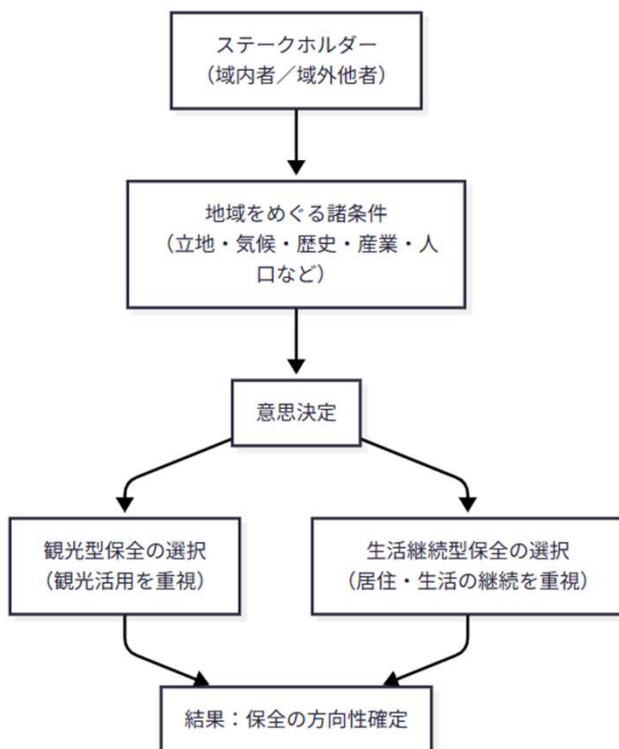 ステークホルダー
（域内者／域外他者）
地域をめぐる諸条件
（立地・気候・歴史・産業・人
口など）
意思決定
観光型保全の選択
（観光活用を重視）
生活継続型保全の選択
（居住・生活の継続を重視）
結果：保全の方向性確定